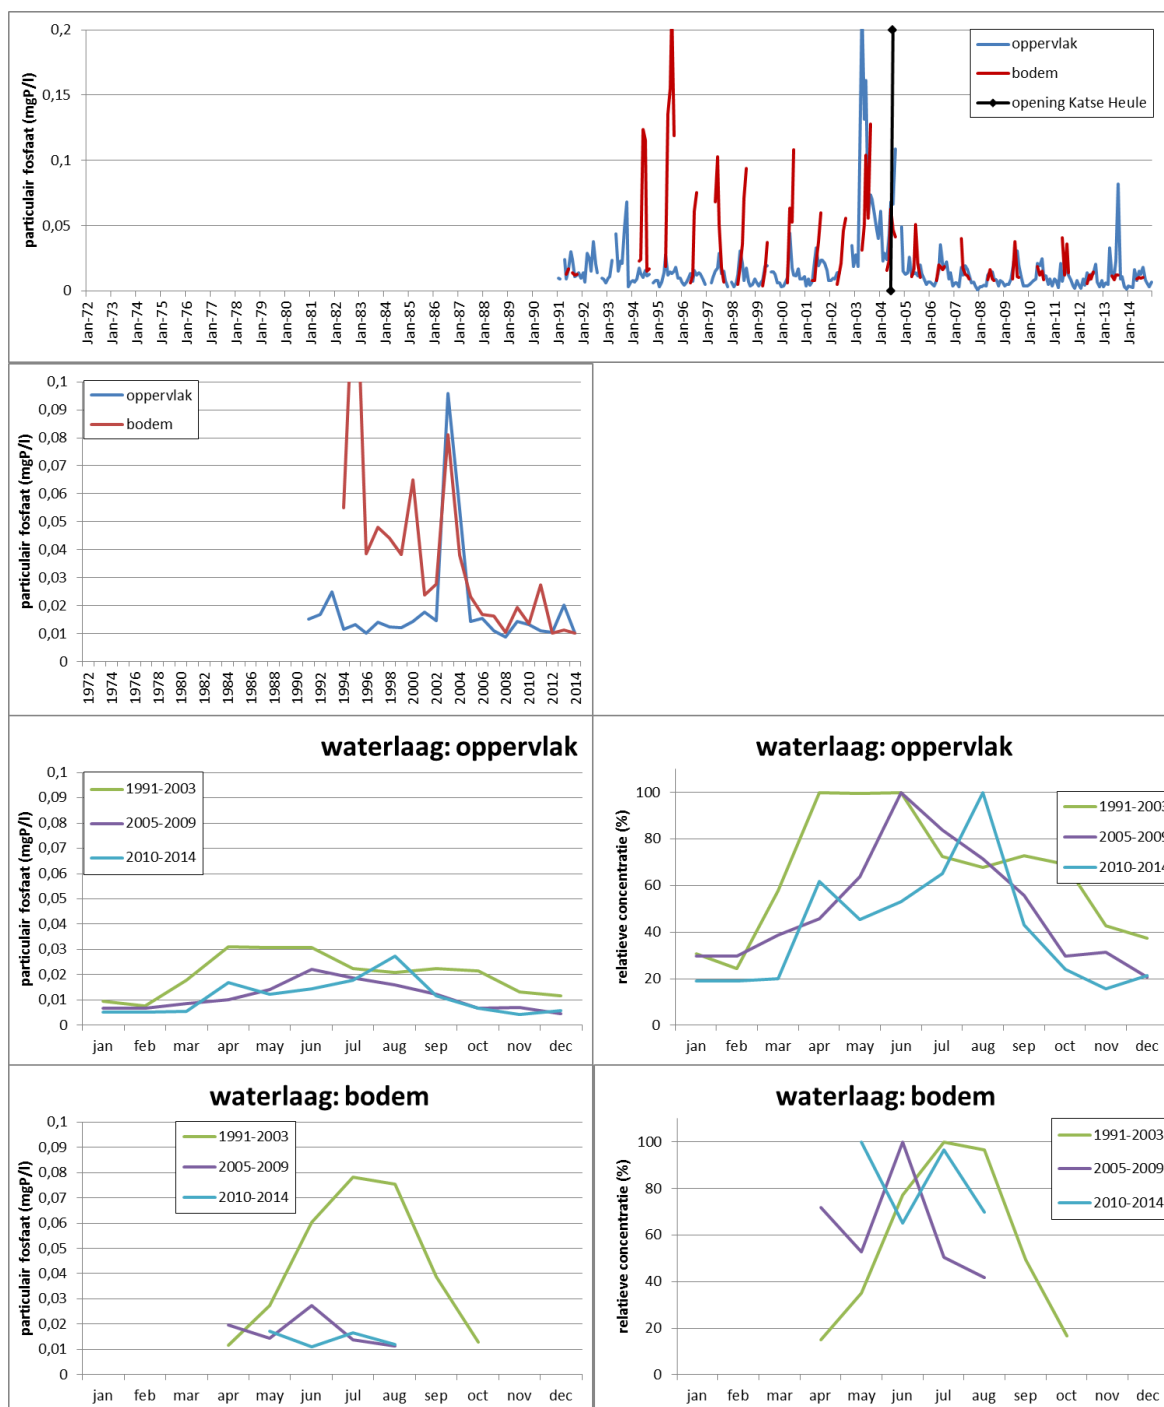 particulair fosfaat (mgP/l)
0,2
0,15
0,1
0,05
0
oppervlak
bodem
opening Katse Heule
Jan-72
Jan-73
Jan-74
Jan-75
Jan-76
Jan-77
Jan-78
Jan-79
Jan-80
Jan-81
Jan-82
Jan-83
Jan-84
Jan-85
Jan-86
Jan-87
Jan-88
Jan-89
Jan-90
Jan-91
Jan-92
Jan-93
Jan-94
Jan-95
Jan-96
Jan-97
Jan-98
Jan-99
Jan-00
Jan-01
Jan-02
Jan-03
Jan-04
Jan-05
Jan-06
Jan-07
Jan-08
Jan-09
Jan-10
Jan-11
Jan-12
Jan-13
Jan-14
particulair fosfaat (mgP/l)
0,1
0,09
0,08
0,07
0,06
0,05
0,04
0,03
0,02
0,01
0
oppervlak
bodem
1972
1974
1976
1978
1980
1982
1984
1986
1988
1990
1992
1994
1996
1998
2000
2002
2004
2006
2008
2010
2012
2014
waterlaag: oppervlak
particulair fosfaat (mgP/l)
0,1
0,09
0,08
0,07
0,06
0,05
0,04
0,03
0,02
0,01
0
1991-2003
2005-2009
2010-2014
jan feb mar apr may jun jul aug sep oct nov dec
waterlaag: oppervlak
relatieve concentratie (%)
100
80
60
40
20
0
1991-2003
2005-2009
2010-2014
jan feb mar apr may jun jul aug sep oct nov dec
waterlaag: bodem
particulair fosfaat (mgP/l)
0,1
0,09
0,08
0,07
0,06
0,05
0,04
0,03
0,02
0,01
0
1991-2003
2005-2009
2010-2014
jan feb mar apr may jun jul aug sep oct nov dec
waterlaag: bodem
relatieve concentratie (%)
100
80
60
40
20
0
1991-2003
2005-2009
2010-2014
jan feb mar apr may jun jul aug sep oct nov dec